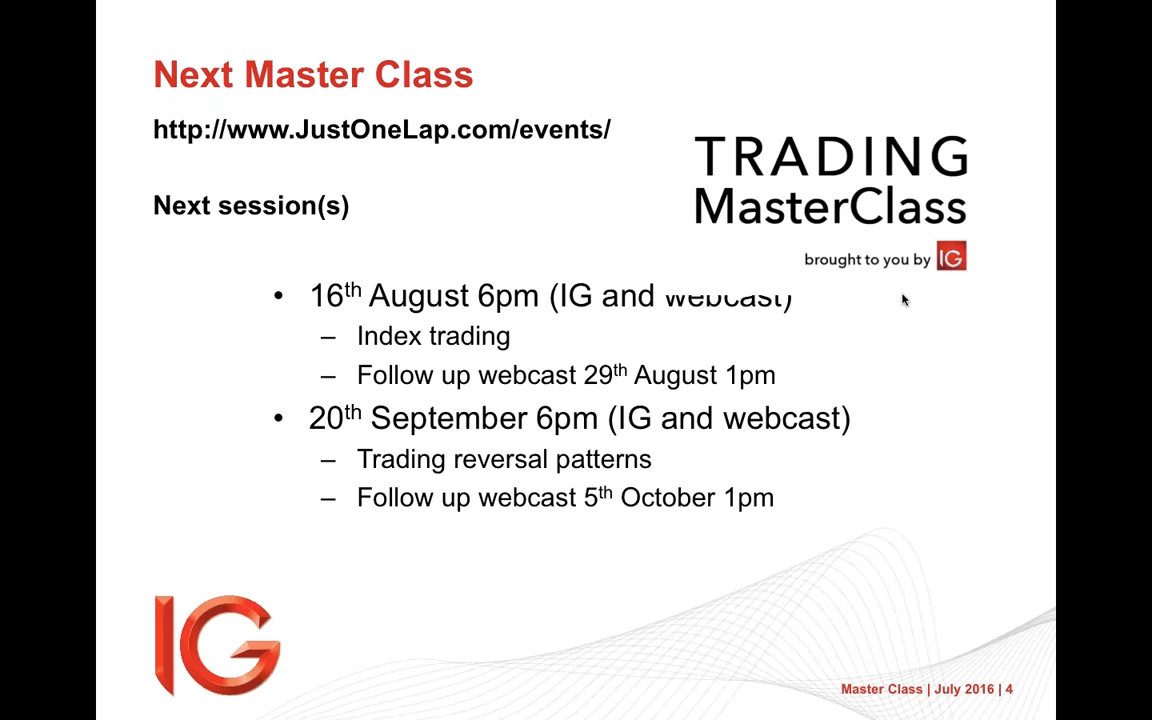 Next Master Class
http://www.JustOneLap.com/events/
TRADING
MasterClass
brought to you by IG
Next session(s)
• 16th August 6pm (IG and webcast)
– Index trading
– Follow up webcast 29th August 1pm
• 20th September 6pm (IG and webcast)
– Trading reversal patterns
– Follow up webcast 5th October 1pm
IG
Master Class | July 2016 | 4